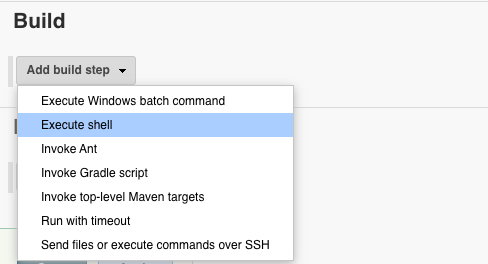 Build
Add build step
Execute Windows batch command
Execute shell
Invoke Ant
Invoke Gradle script
Invoke top-level Maven targets
Run with timeout
Send files or execute commands over SSH